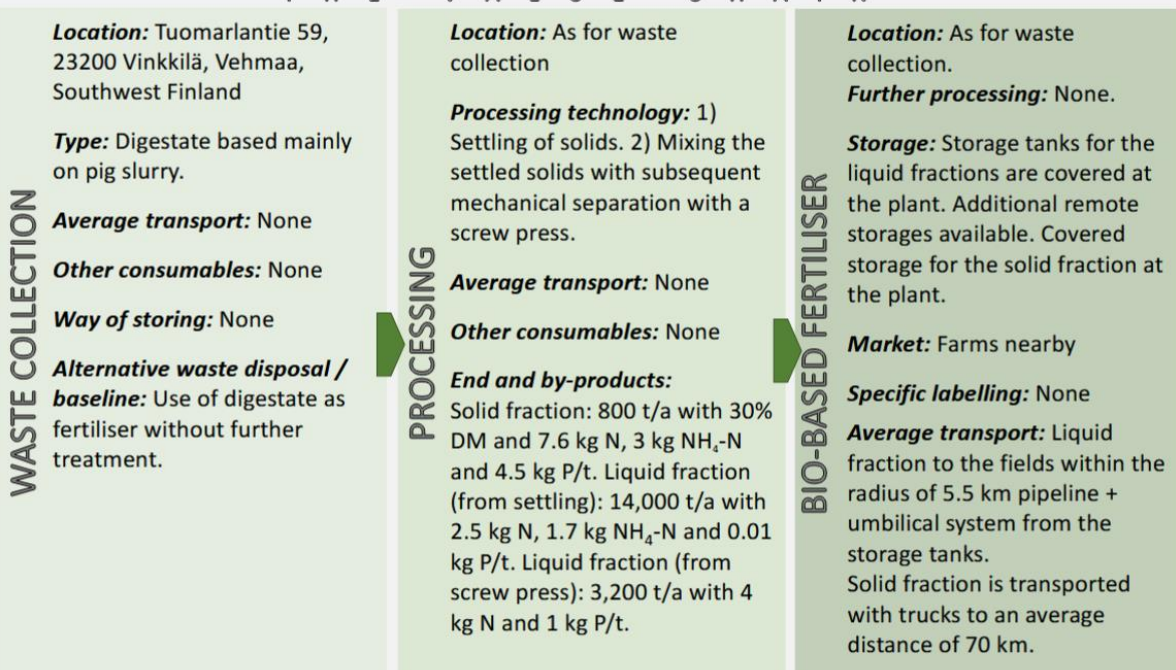 WASTE COLLECTION
Location: Tuomarlantie 59,
23200 Vinkkilä, Vehmaa,
Southwest Finland
Type: Digestate based mainly
on pig slurry.
Average transport: None
Other consumables: None
Way of storing: None
Alternative waste disposal /
baseline: Use of digestate as
fertiliser without further
treatment.
PROCESSING
Location: As for waste
collection
Processing technology: 1)
Settling of solids. 2) Mixing the
settled solids with subsequent
mechanical separation with a
screw press.
Average transport: None
Other consumables: None
End and by-products:
Solid fraction: 800 t/a with 30%
DM and 7.6 kg N, 3 kg NH₄-N
and 4.5 kg P/t. Liquid fraction
(from settling): 14,000 t/a with
2.5 kg N, 1.7 kg NH₄-N and 0.01
kg P/t. Liquid fraction (from
screw press): 3,200 t/a with 4
kg N and 1 kg P/t.
BIO-BASED FERTILISER
Location: As for waste
collection.
Further processing: None.
Storage: Storage tanks for the
liquid fractions are covered at
the plant. Additional remote
storages available. Covered
storage for the solid fraction at
the plant.
Market: Farms nearby
Specific labelling: None
Average transport: Liquid
fraction to the fields within the
radius of 5.5 km pipeline +
umbilical system from the
storage tanks.
Solid fraction is transported
with trucks to an average
distance of 70 km.